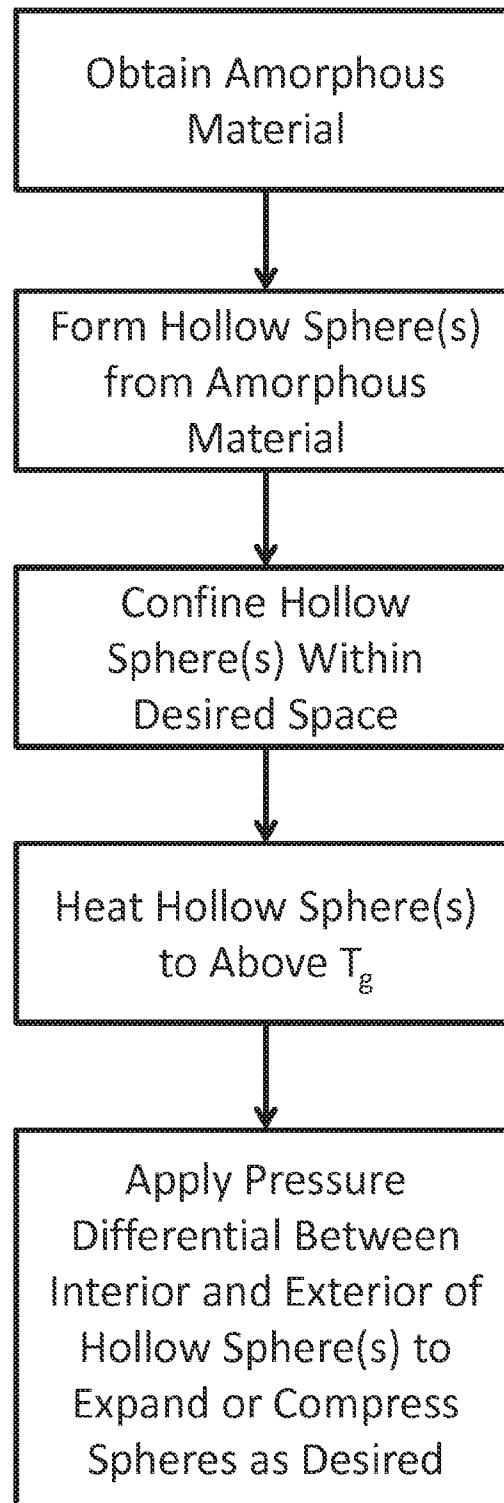 Obtain Amorphous
Material
Form Hollow Sphere(s)
from Amorphous
Material
Confine Hollow
Sphere(s) Within
Desired Space
Heat Hollow Sphere(s)
to Above Tg
Apply Pressure
Differential Between
Interior and Exterior of
Hollow Sphere(s) to
Expand or Compress
Spheres as Desired